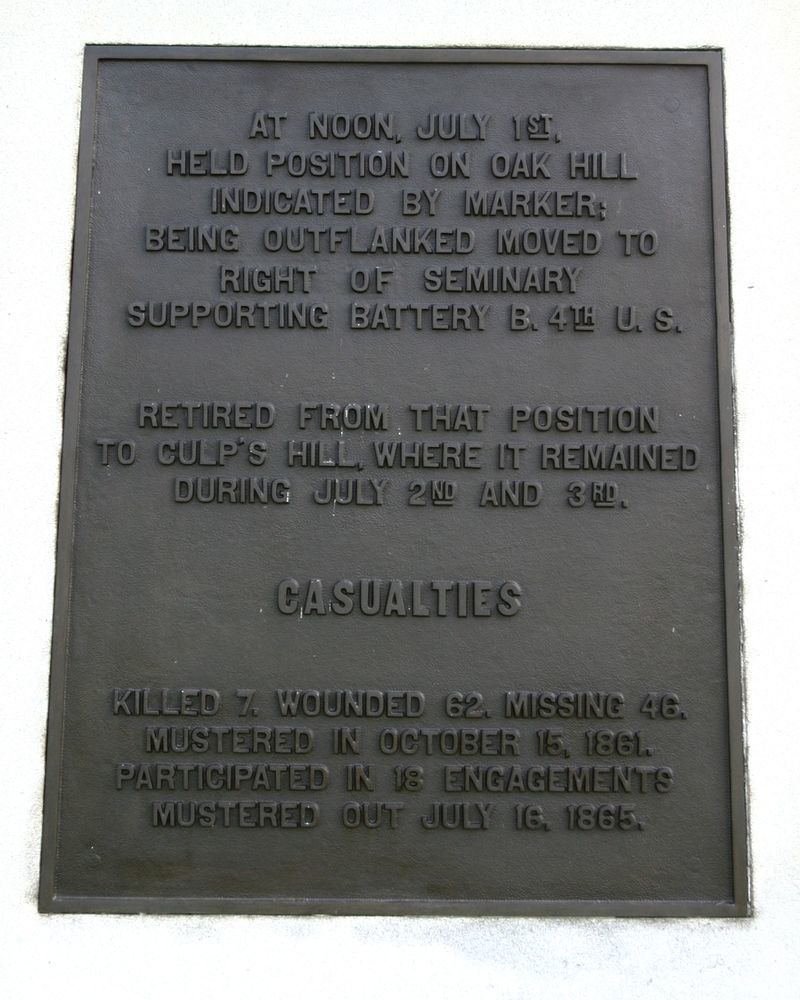 AT NOON, JULY 1ST,
HELD POSITION ON OAK HILL
INDICATED BY MARKER;
BEING OUTFLANKED MOVED TO
RIGHT OF SEMINARY
SUPPORTING BATTERY B. 4TH U. S.
RETIRED FROM THAT POSITION
TO CULP'S HILL, WHERE IT REMAINED
DURING JULY 2ND AND 3RD.
CASUALTIES
KILLED 7. WOUNDED 62. MISSING 46.
MUSTERED IN OCTOBER 15, 1861.
PARTICIPATED IN 18 ENGAGEMENTS
MUSTERED OUT JULY 16, 1865.